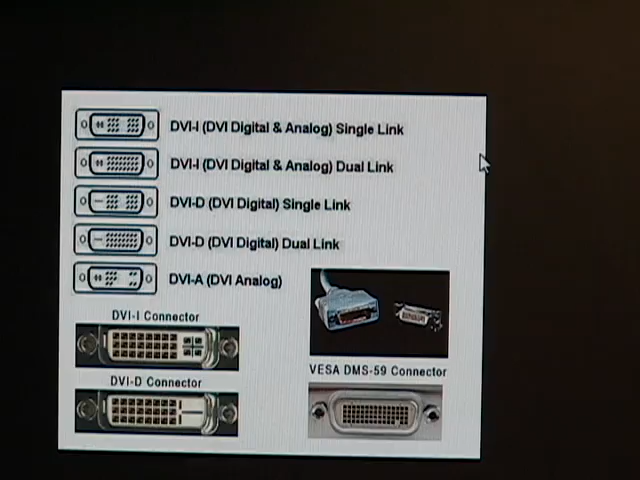 DVI-I (DVI Digital & Analog) Single Link
DVI-I (DVI Digital & Analog) Dual Link
DVI-D (DVI Digital) Single Link
DVI-D (DVI Digital) Dual Link
DVI-A (DVI Analog)
DVI-I Connector
DVI-D Connector
VESA DMS-59 Connector